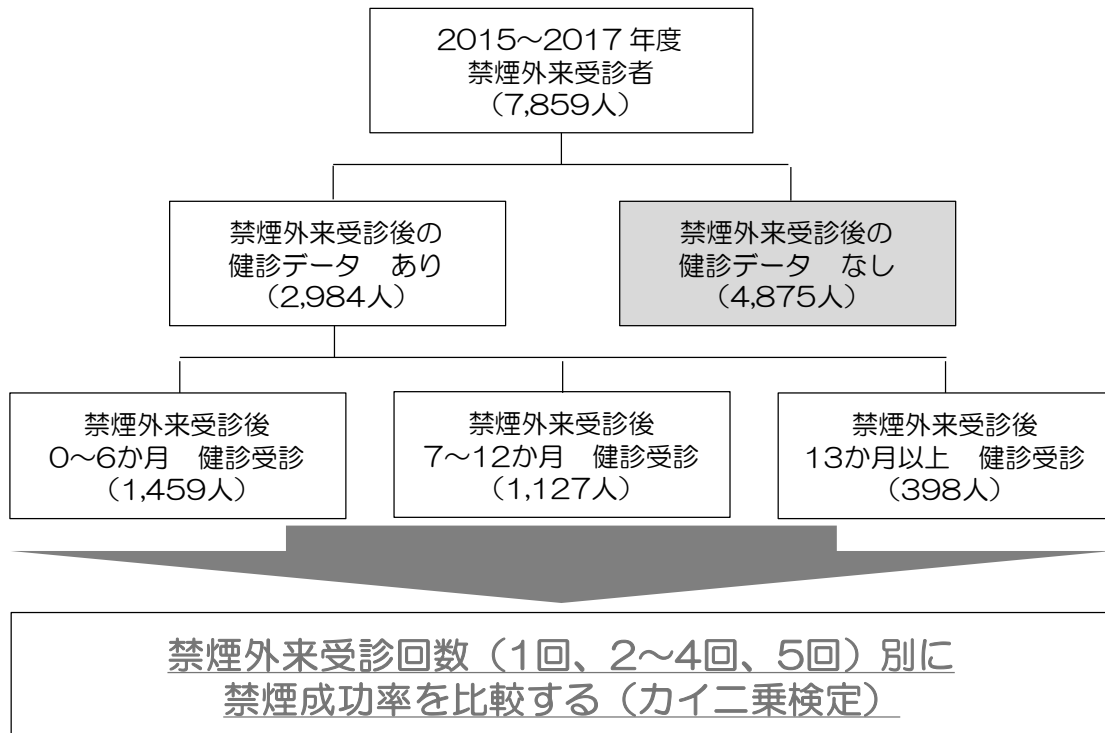 2015～2017年度
禁煙外来受診者
（7,859人）
禁煙外来受診後の
健診データ　あり
（2,984人）
禁煙外来受診後の
健診データ　なし
（4,875人）
禁煙外来受診後
0～6か月　健診受診
（1,459人）
禁煙外来受診後
7～12か月　健診受診
（1,127人）
禁煙外来受診後
13か月以上　健診受診
（398人）
禁煙外来受診回数（1回、2～4回、5回）別に
禁煙成功率を比較する（カイ二乗検定）